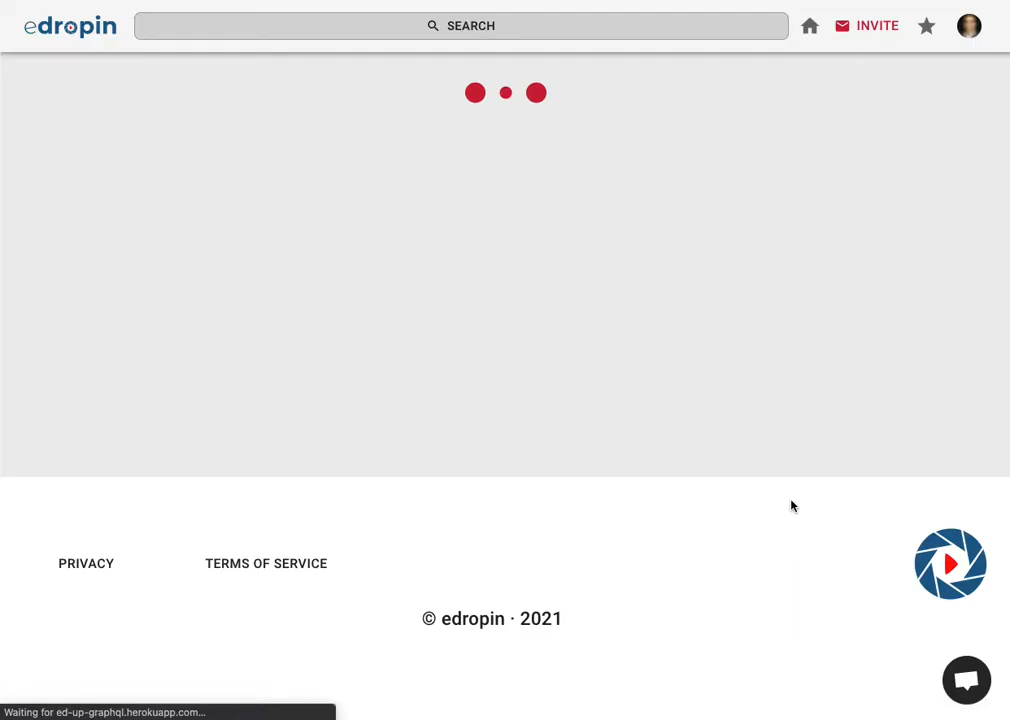 edropin
SEARCH
INVITE
PRIVACY
TERMS OF SERVICE
© edropin · 2021
Waiting for ed-up-graphql.herokuapp.com...